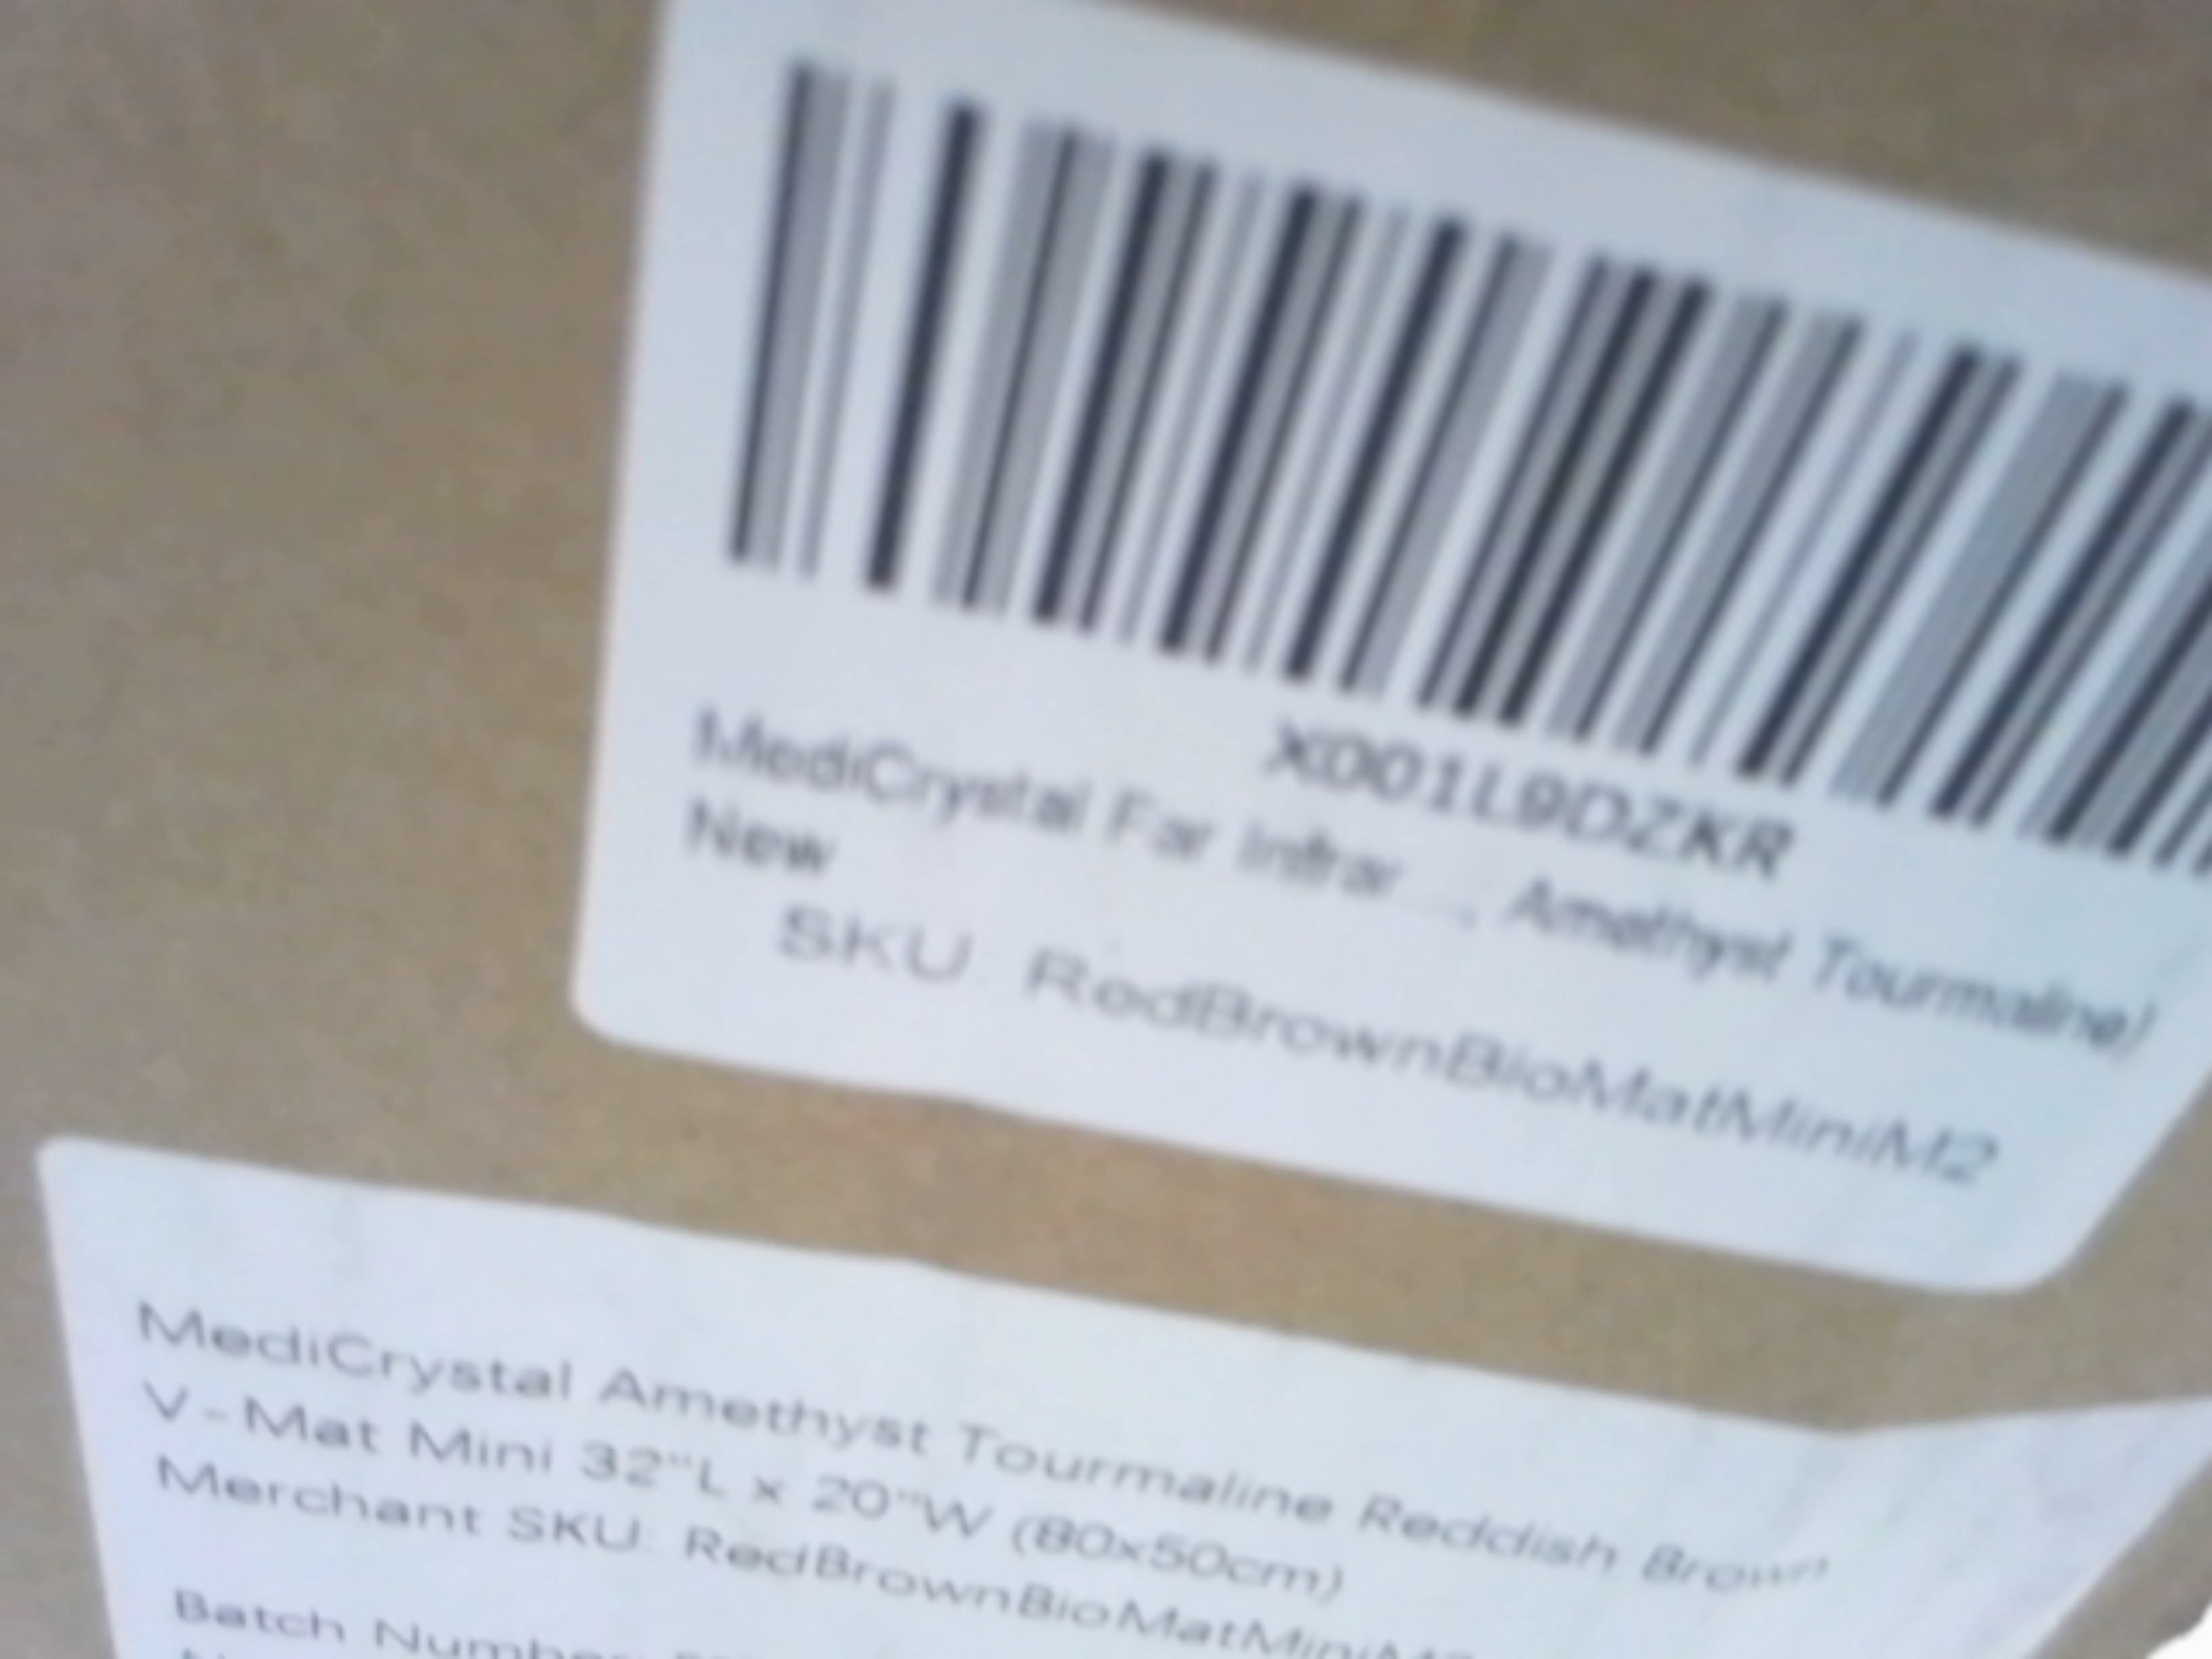 X001L9DZKR
MediCrystal Far Infrar..., Amethyst Tourmaline)
New
SKU: RedBrownBioMatMiniM2
MediCrystal Amethyst Tourmaline Reddish Brown
V-Mat Mini 32"L x 20"W (80x50cm)
Merchant SKU: RedBrownBioMatMiniM2
Batch Number